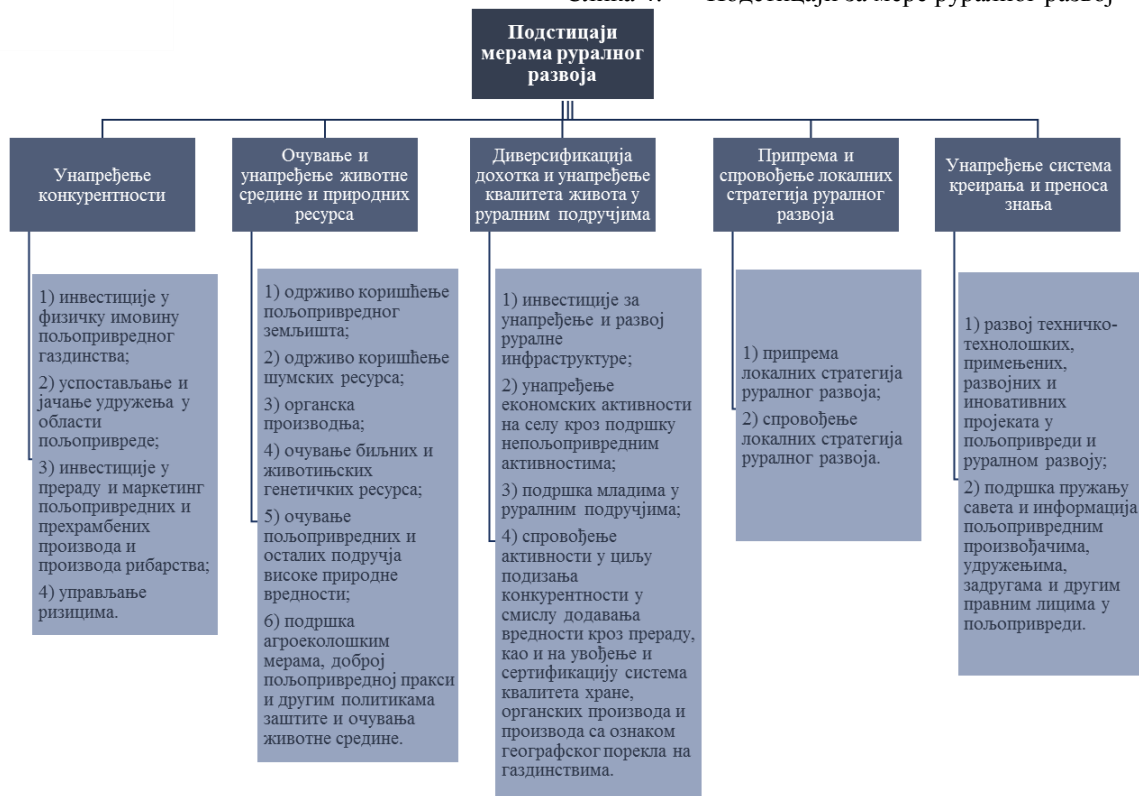 Подстицаји
мерама руралног
развоја
Унапређење
конкурентности
1) инвестиције у
физичку имовину
пољопривредног
газдинства;
2) успостављање и
јачање удружења у
области
пољопривреде;
3) инвестиције у
прераду и маркетинг
пољопривредних и
прехрамбених
производа и
производа рибарства;
4) управљање
ризицима.
Очување и
унапређење животне
средине и природних
ресурса
1) одрживо коришћење
пољопривредног
земљишта;
2) одрживо коришћење
шумских ресурса;
3) органска
производња;
4) очување биљних и
животињских
генетичких ресурса;
5) очување
пољопривредних и
осталих подручја
високе природне
вредности;
6) подршка
агроеколошким
мерама, доброј
пољопривредној пракси
и другим политикама
заштите и очувања
животне средине.
Диверсификација
дохотка и унапређење
квалитета живота у
руралним подручјима
1) инвестиције за
унапређење и развој
руралне
инфраструктуре;
2) унапређење
економских активности
на селу кроз подршку
непољопривредним
активностима;
3) подршка младима у
руралним подручјима;
4) спровођење
активности у циљу
подизања
конкурентности у
смислу додавања
вредности кроз прераду,
као и на увођење и
сертификацију система
квалитета хране,
органских производа и
производа са ознаком
географског порекла на
газдинствима.
Припрема и
спровођење локалних
стратегија руралног
развоја
1) припрема
локалних стратегија
руралног развоја;
2) спровођење
локалних стратегија
руралног развоја.
Унапређење система
креирања и преноса
знања
1) развој техничко-
технолошких,
примењених,
развојних и
иновативних
пројеката у
пољопривреди и
руралном развоју;
2) подршка пружању
савета и информација
пољопривредним
произвођачима,
удружењима,
задругама и другим
правним лицима у
пољопривреди.